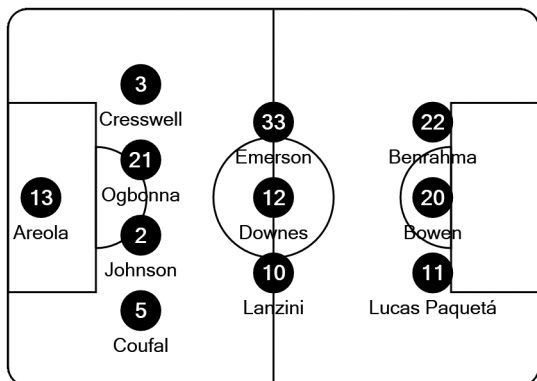 3
Cresswell
33
Emerson
22
Benrahma
21
Ogbonna
13
Areola
12
Downes
20
Bowen
2
Johnson
10
Lanzini
11
Lucas Paquetá
5
Coufal